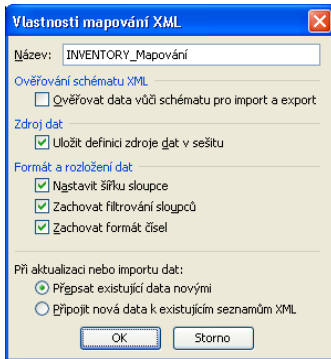 Vlastnosti mapování XML
Název: INVENTORY_Mapování
Ověřování schématu XML
Ověřovat data vůči schématu pro import a export
Zdroj dat
Uložit definici zdroje dat v sešitu
Formát a rozložení dat
Nastavit šířku sloupce
Zachovat filtrování sloupců
Zachovat formát čísel
Při aktualizaci nebo importu dat:
Přepsat existující data novými
Připojit nová data k existujícím seznamům XML
OK Storno